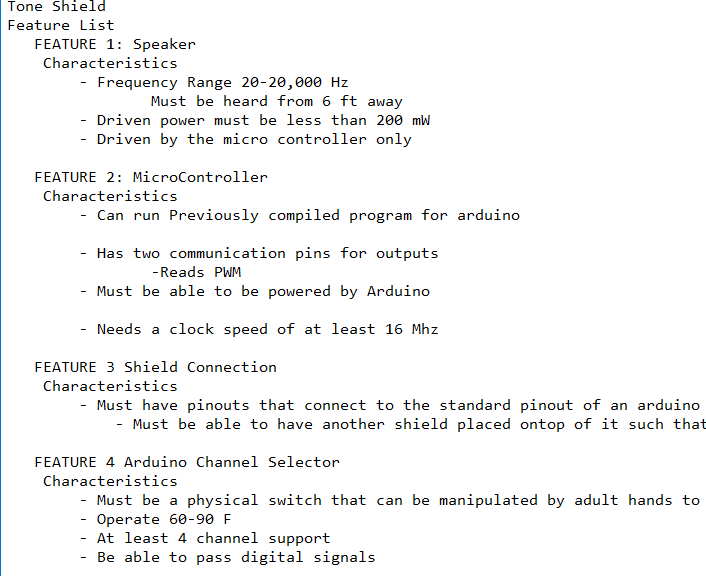 Tone Shield
Feature List
FEATURE 1: Speaker
Characteristics
- Frequency Range 20-20,000 Hz
Must be heard from 6 ft away
- Driven power must be less than 200 mW
- Driven by the micro controller only
FEATURE 2: MicroController
Characteristics
- Can run Previously compiled program for arduino
- Has two communication pins for outputs
-Reads PWM
- Must be able to be powered by Arduino
- Needs a clock speed of at least 16 Mhz
FEATURE 3 Shield Connection
Characteristics
- Must have pinouts that connect to the standard pinout of an arduino
- Must be able to have another shield placed ontop of it such that
FEATURE 4 Arduino Channel Selector
Characteristics
- Must be a physical switch that can be manipulated by adult hands to
- Operate 60-90 F
- At least 4 channel support
- Be able to pass digital signals